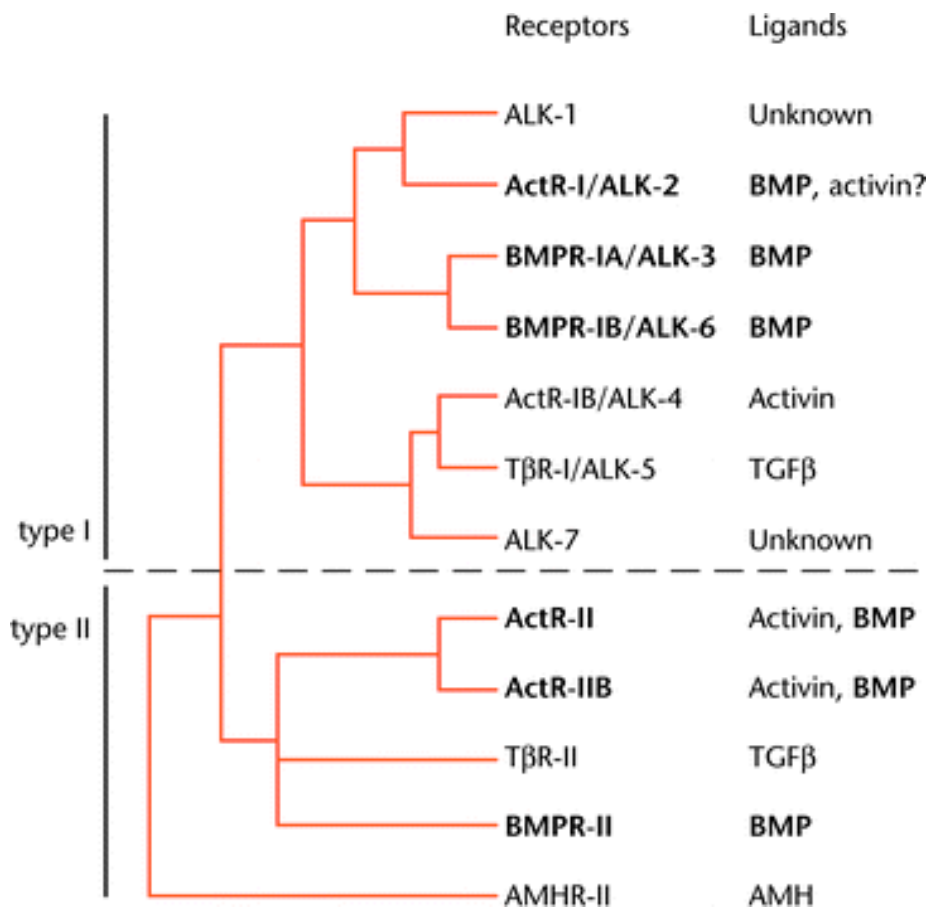 Receptors Ligands
ALK-1 Unknown
ActR-I/ALK-2 BMP, activin?
BMPR-IA/ALK-3 BMP
BMPR-IB/ALK-6 BMP
ActR-IB/ALK-4 Activin
TβR-I/ALK-5 TGFβ
type I
ALK-7 Unknown
type II
ActR-II Activin, BMP
ActR-IIB Activin, BMP
TβR-II TGFβ
BMPR-II BMP
AMHR-II AMH